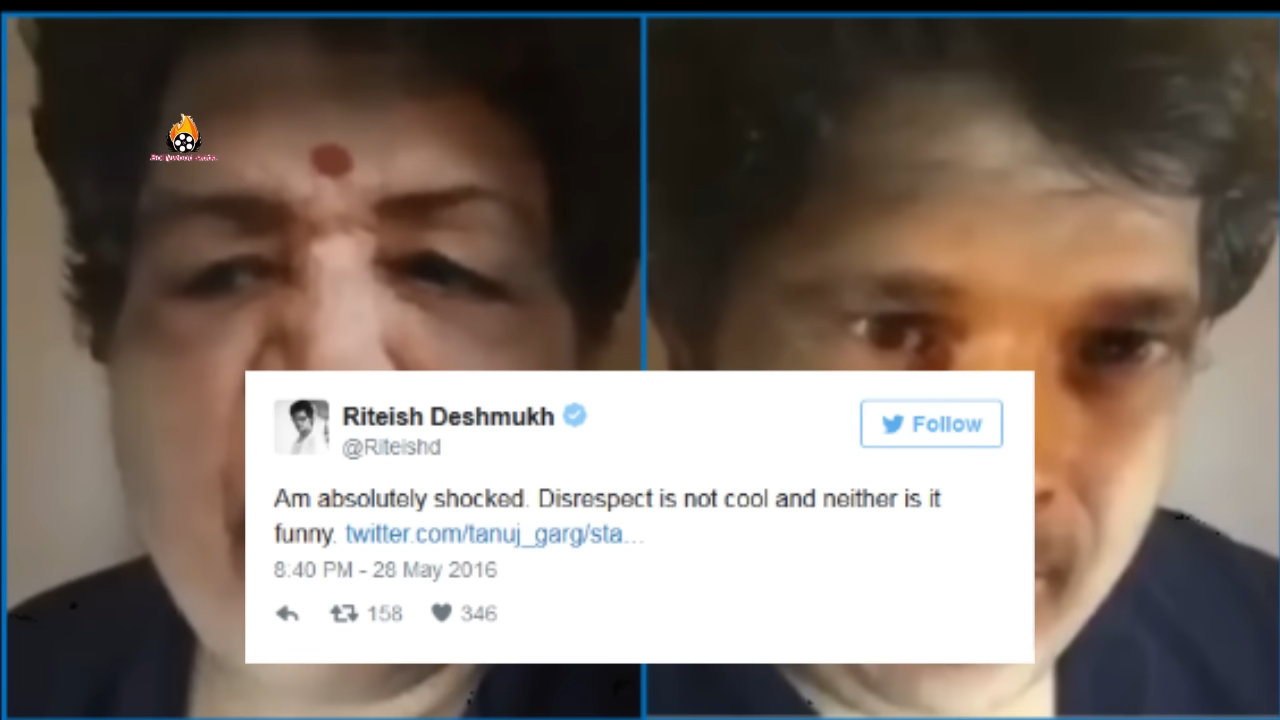 Riteish Deshmukh
Follow
@Riteishd
Am absolutely shocked. Disrespect is not cool and neither is it
funny. twitter.com/tanuj_garg/sta...
8:40 PM - 28 May 2016
158 346